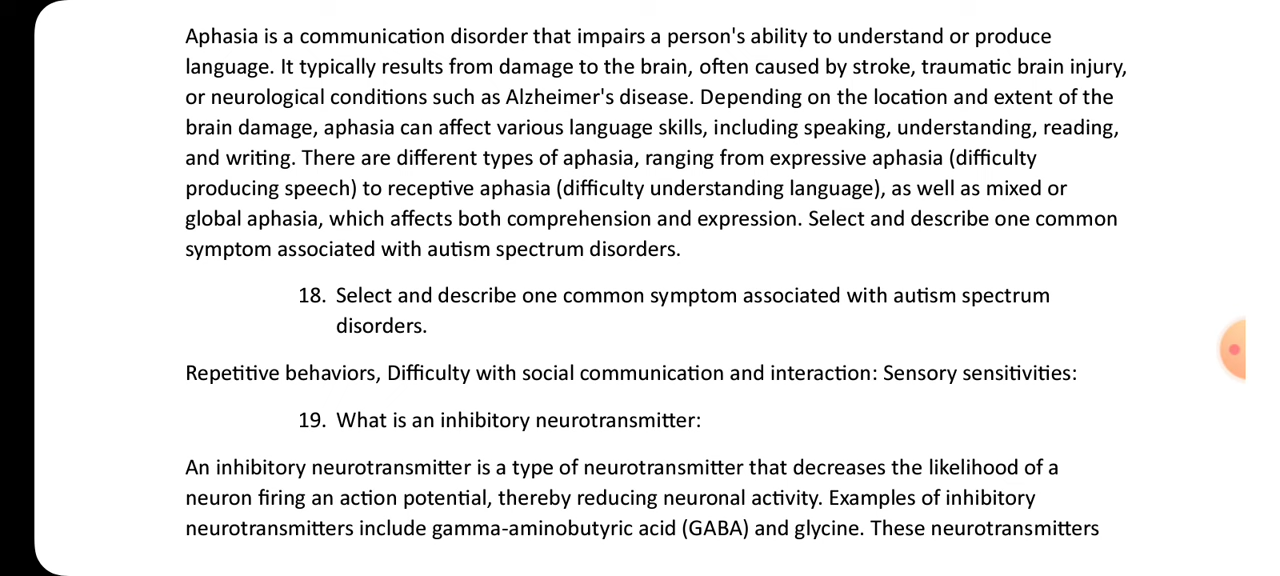 Aphasia is a communication disorder that impairs a person's ability to understand or produce
language. It typically results from damage to the brain, often caused by stroke, traumatic brain injury,
or neurological conditions such as Alzheimer's disease. Depending on the location and extent of the
brain damage, aphasia can affect various language skills, including speaking, understanding, reading,
and writing. There are different types of aphasia, ranging from expressive aphasia (difficulty
producing speech) to receptive aphasia (difficulty understanding language), as well as mixed or
global aphasia, which affects both comprehension and expression. Select and describe one common
symptom associated with autism spectrum disorders.
18. Select and describe one common symptom associated with autism spectrum
disorders.
Repetitive behaviors, Difficulty with social communication and interaction: Sensory sensitivities:
19. What is an inhibitory neurotransmitter:
An inhibitory neurotransmitter is a type of neurotransmitter that decreases the likelihood of a
neuron firing an action potential, thereby reducing neuronal activity. Examples of inhibitory
neurotransmitters include gamma-aminobutyric acid (GABA) and glycine. These neurotransmitters